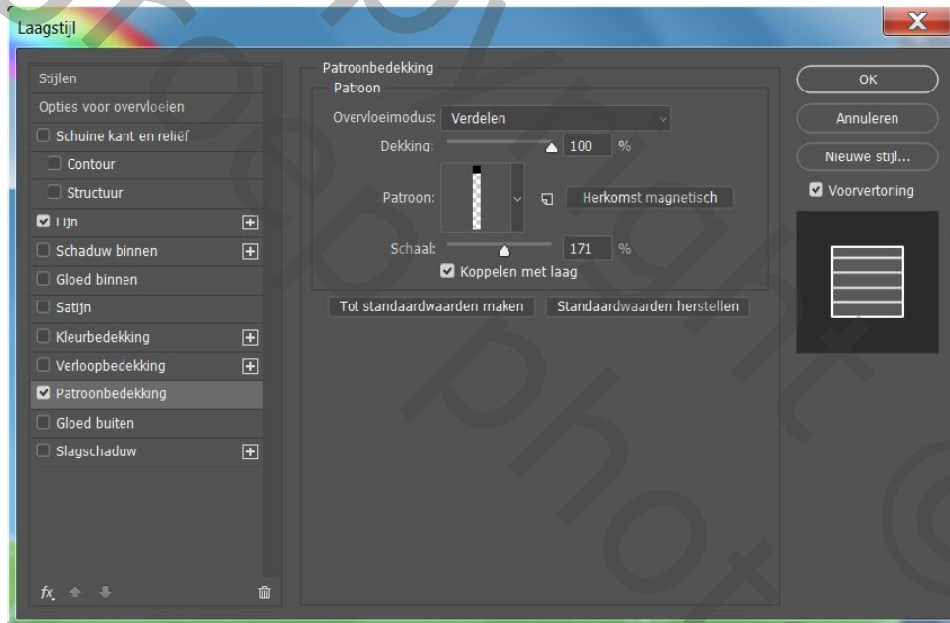 Laagstijl
Stijlen
Opties voor overvloeien
Schuine kant en reliëf
Contour
Structuur
Lijn
Schaduw binnen
Gloed binnen
Satijn
Kleurbedekking
Verloopbedekking
Patroonbedekking
Gloed buiten
Slagschaduw
fx
Patroonbedekking
Patroon
Overvloeimodus: Verdelen
Dekking: 100 %
Patroon: Herkomst magnetisch
Schaal: 171 %
Koppelen met laag
Tot standaardwaarden maken Standaardwaarden herstellen
OK
Annuleren
Nieuwe stijl...
Voorvertoning